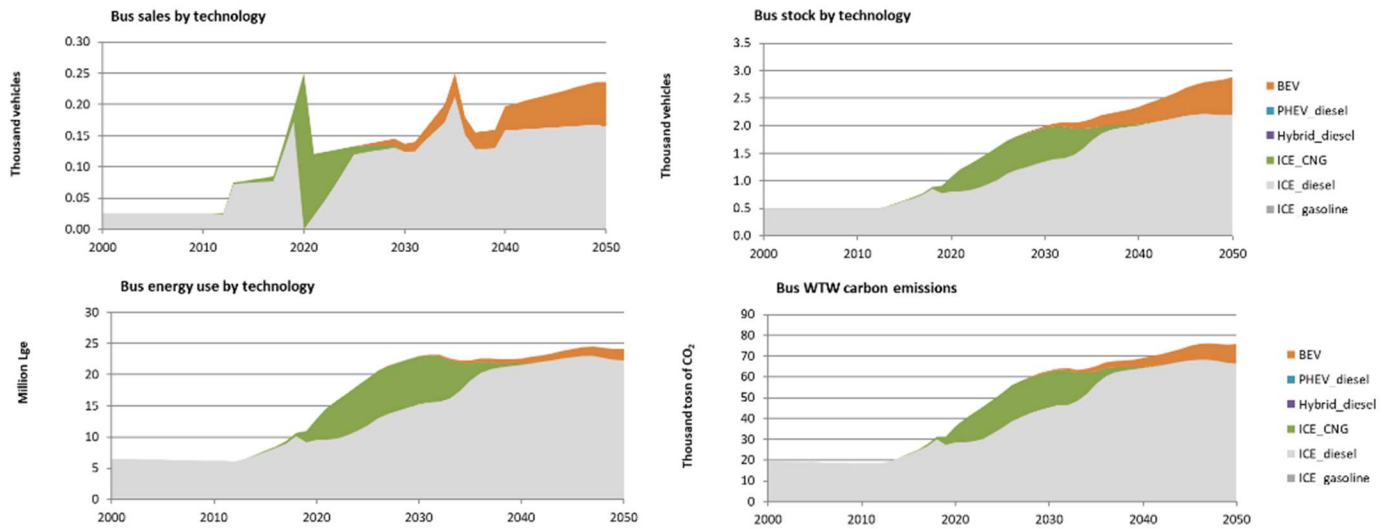 Bus sales by technology
Thousand vehicles
0.30
0.25
0.20
0.15
0.10
0.05
0.00
2000 2010 2020 2030 2040 2050
Bus stock by technology
Thousand vehicles
3.5
3.0
2.5
2.0
1.5
1.0
0.5
0.0
2000 2010 2020 2030 2040 2050
BEV
PHEV_diesel
Hybrid_diesel
ICE_CNG
ICE_diesel
ICE_gasoline
Bus energy use by technology
Million Lge
30
25
20
15
10
5
0
2000 2010 2020 2030 2040 2050
Bus WTW carbon emissions
Thousand tosn of CO₂
90
80
70
60
50
40
30
20
10
0
2000 2010 2020 2030 2040 2050
BEV
PHEV_diesel
Hybrid_diesel
ICE_CNG
ICE_diesel
ICE_gasoline